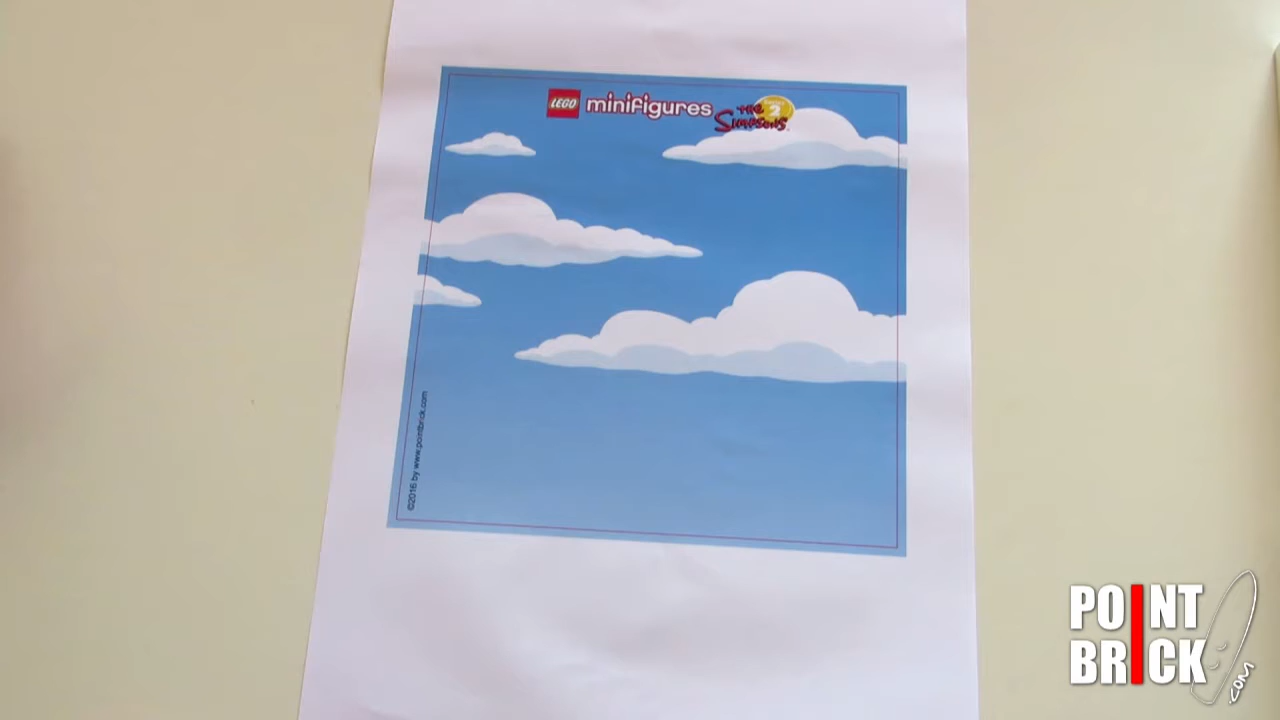 LEGO minifigures THE SIMPSONS 2
©2016 by www.pointbrick.com
POINT
BRICK
.COM